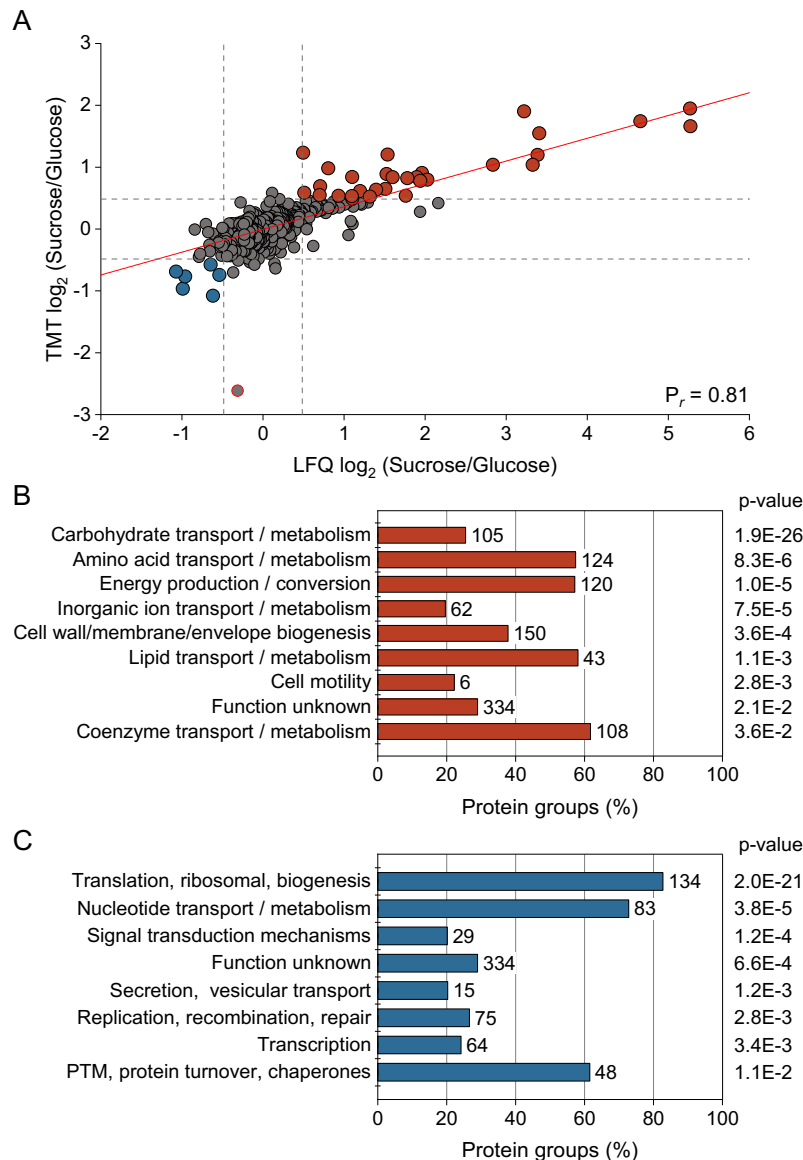 A
3
2
1
0
-1
-2
-3
TMT log2 (Sucrose/Glucose)
Pr = 0.81
-2 -1 0 1 2 3 4 5 6
LFQ log2 (Sucrose/Glucose)
B
p-value
Carbohydrate transport / metabolism 105 1.9E-26
Amino acid transport / metabolism 124 8.3E-6
Energy production / conversion 120 1.0E-5
Inorganic ion transport / metabolism 62 7.5E-5
Cell wall/membrane/envelope biogenesis 150 3.6E-4
Lipid transport / metabolism 43 1.1E-3
Cell motility 6 2.8E-3
Function unknown 334 2.1E-2
Coenzyme transport / metabolism 108 3.6E-2
0 20 40 60 80 100
Protein groups (%)
C
p-value
Translation, ribosomal, biogenesis 134 2.0E-21
Nucleotide transport / metabolism 83 3.8E-5
Signal transduction mechanisms 29 1.2E-4
Function unknown 334 6.6E-4
Secretion, vesicular transport 15 1.2E-3
Replication, recombination, repair 75 2.8E-3
Transcription 64 3.4E-3
PTM, protein turnover, chaperones 48 1.1E-2
0 20 40 60 80 100
Protein groups (%)